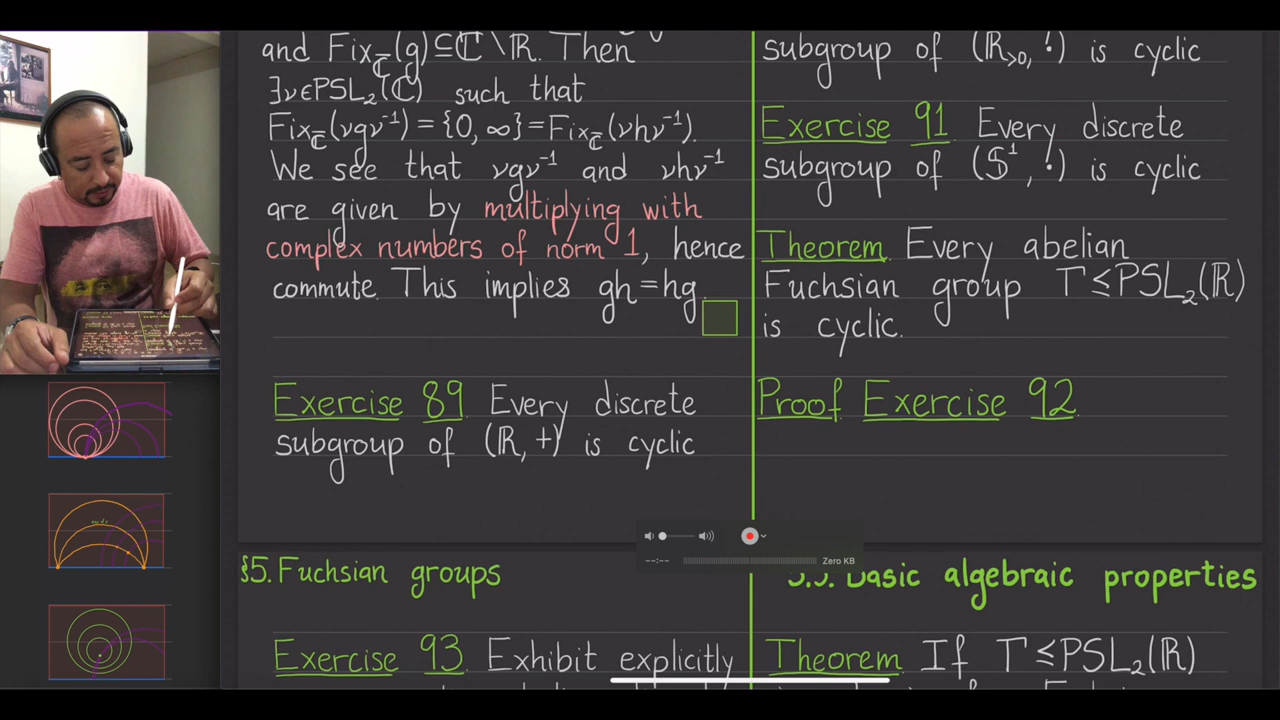 and Fix_ℂ̅(g)⊆ℂ∖ℝ. Then
∃ν∈PSL₂(ℂ) such that
Fix_ℂ̅(νgν⁻¹)={0,∞}=Fix_ℂ̅(νhν⁻¹).
We see that νgν⁻¹ and νhν⁻¹
are given by multiplying with
complex numbers of norm 1, hence
commute. This implies gh=hg.
Exercise 89 Every discrete
subgroup of (ℝ,+) is cyclic
subgroup of (ℝ>0,·) is cyclic
Exercise 91. Every discrete
subgroup of (𝕊¹,·) is cyclic
Theorem. Every abelian
Fuchsian group Γ≤PSL₂(ℝ)
is cyclic.
Proof. Exercise 92.
--:--
Zero KB
§5. Fuchsian groups
Basic algebraic properties
Exercise 93. Exhibit explicitly
Theorem. If Γ≤PSL₂(ℝ)